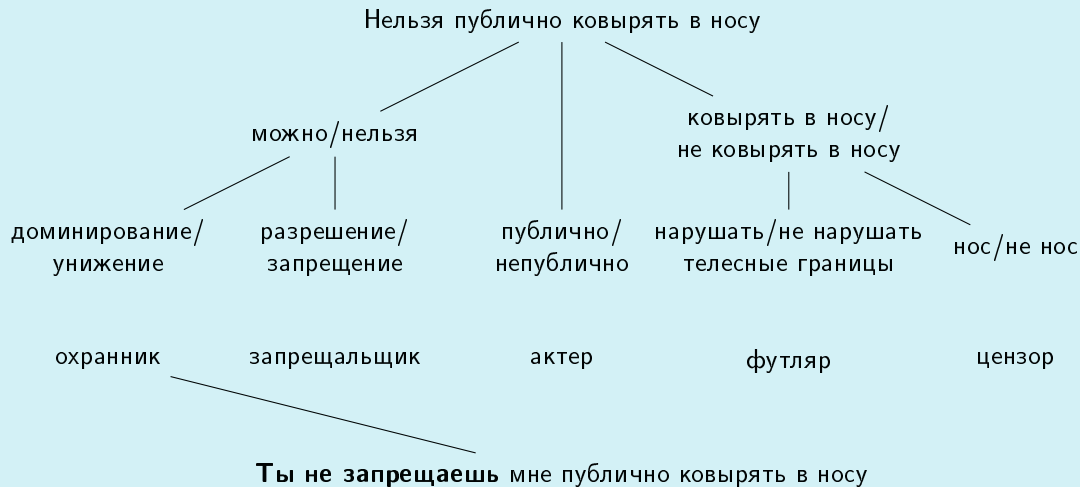 Нельзя публично ковырять в носу
можно/нельзя
ковырять в носу/
не ковырять в носу
доминирование/
унижение
разрешение/
запрещение
публично/
непублично
нарушать/не нарушать
телесные границы
нос/не нос
охранник
запрещальщик
актер
футляр
цензор
Ты не запрещаешь мне публично ковырять в носу